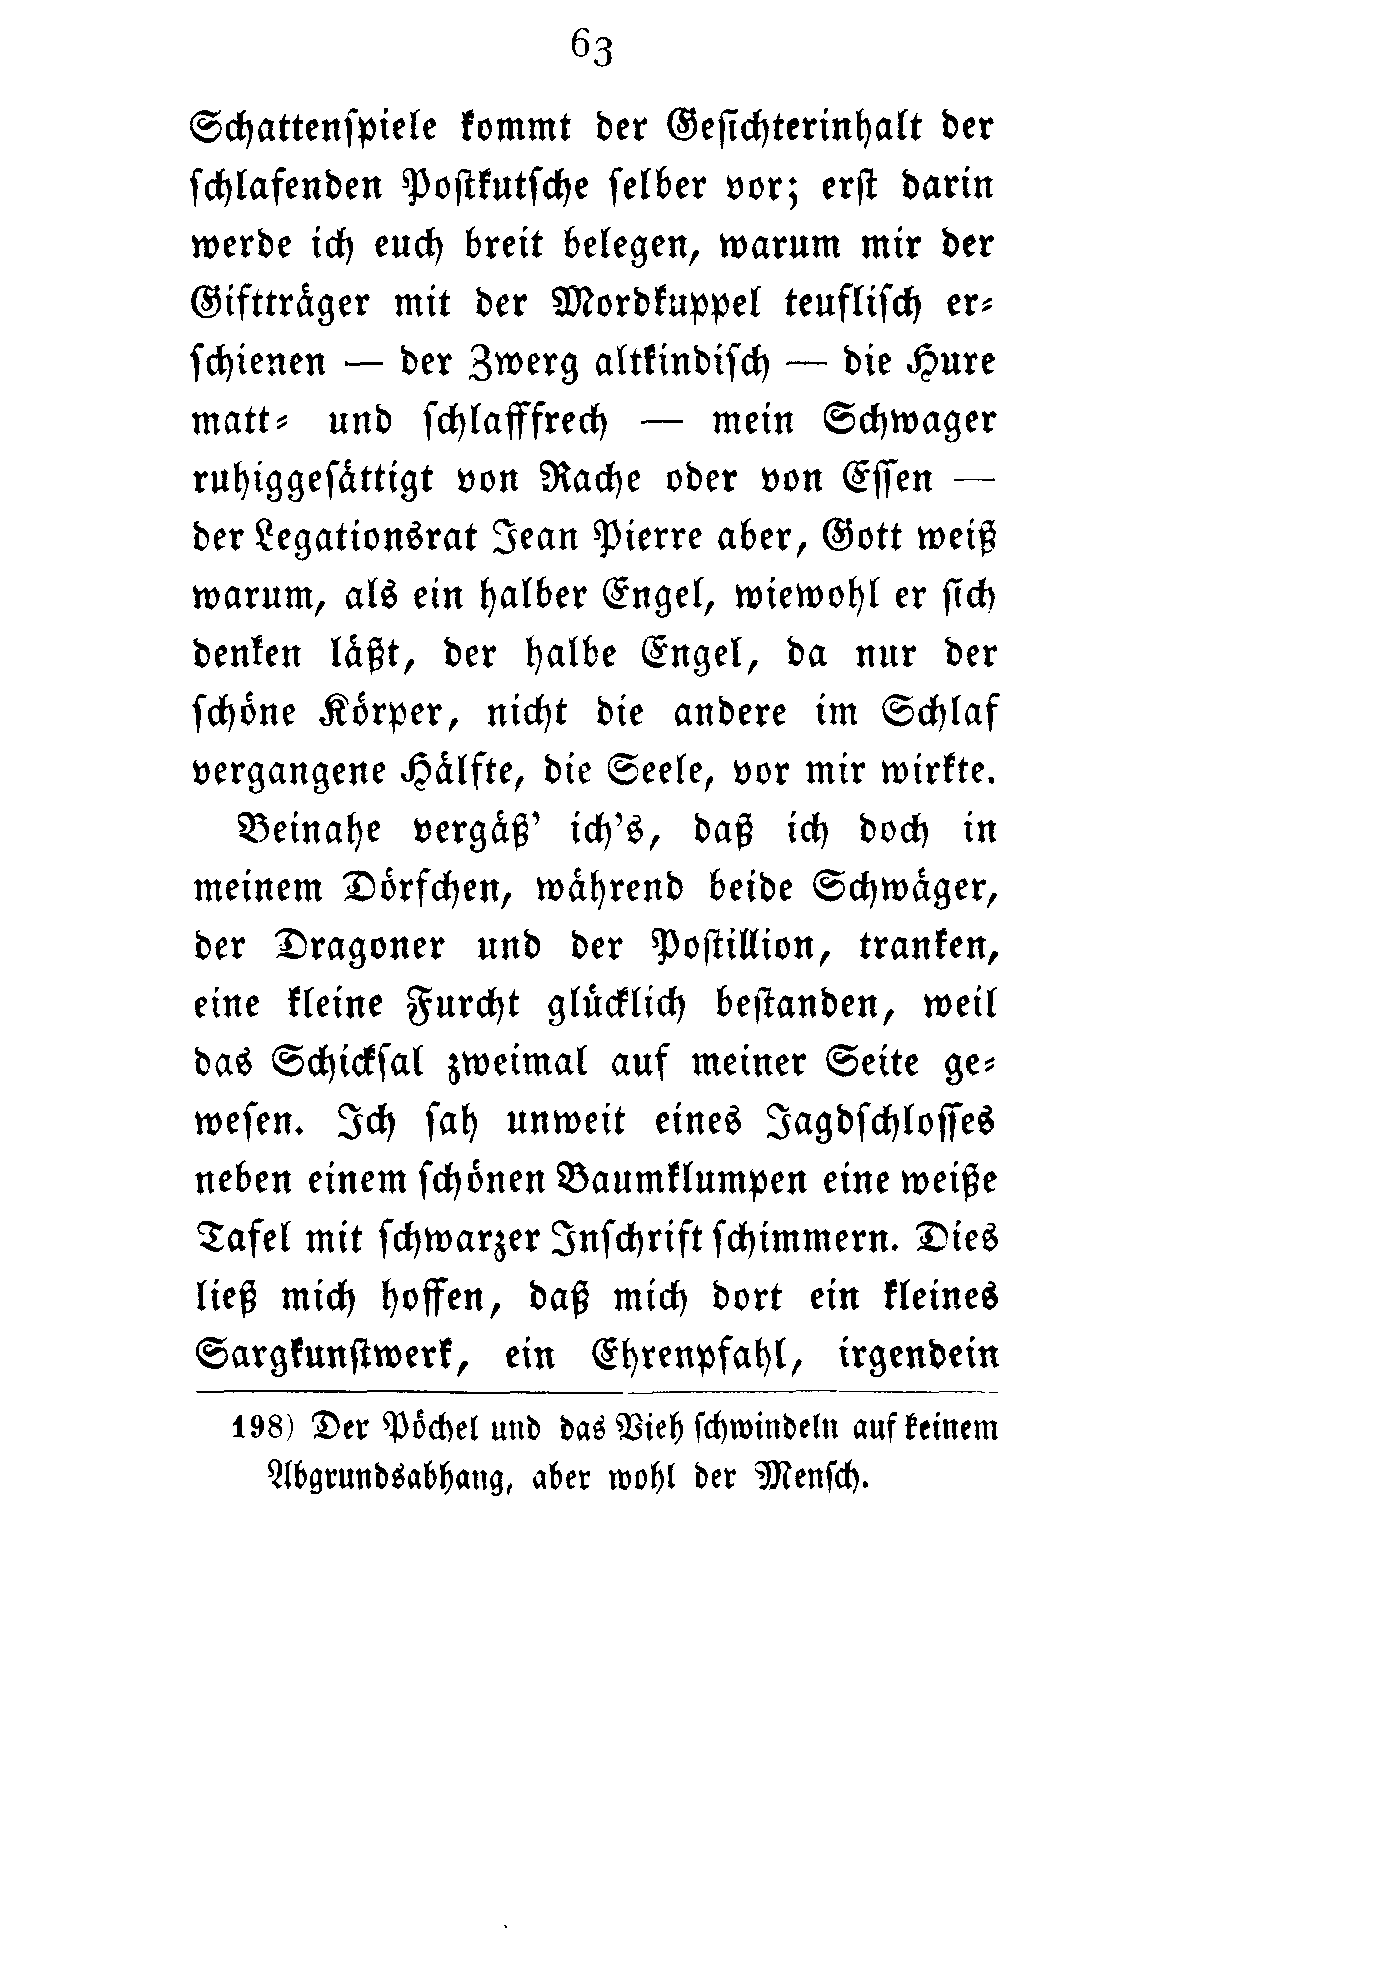 63
Schattenspiele kommt der Gesichterinhalt der
schlafenden Postkutsche selber vor; erst darin
werde ich euch breit belegen, warum mir der
Giftträger mit der Mordkuppel teuflisch er-
schienen — der Zwerg altkindisch — die Hure
matt- und schlafffrech — mein Schwager
ruhiggesättigt von Rache oder von Essen —
der Legationsrat Jean Pierre aber, Gott weiß
warum, als ein halber Engel, wiewohl er sich
denken läßt, der halbe Engel, da nur der
schöne Körper, nicht die andere im Schlaf
vergangene Hälfte, die Seele, vor mir wirkte.
Beinahe vergäß' ich's, daß ich doch in
meinem Dörfchen, während beide Schwäger,
der Dragoner und der Postillion, tranken,
eine kleine Furcht glücklich bestanden, weil
das Schicksal zweimal auf meiner Seite ge-
wesen. Ich sah unweit eines Jagdschlosses
neben einem schönen Baumklumpen eine weiße
Tafel mit schwarzer Inschrift schimmern. Dies
ließ mich hoffen, daß mich dort ein kleines
Sargkunstwerk, ein Ehrenpfahl, irgendein
198) Der Pöchel und das Vieh schwindeln auf keinem
Abgrundsabhang, aber wohl der Mensch.